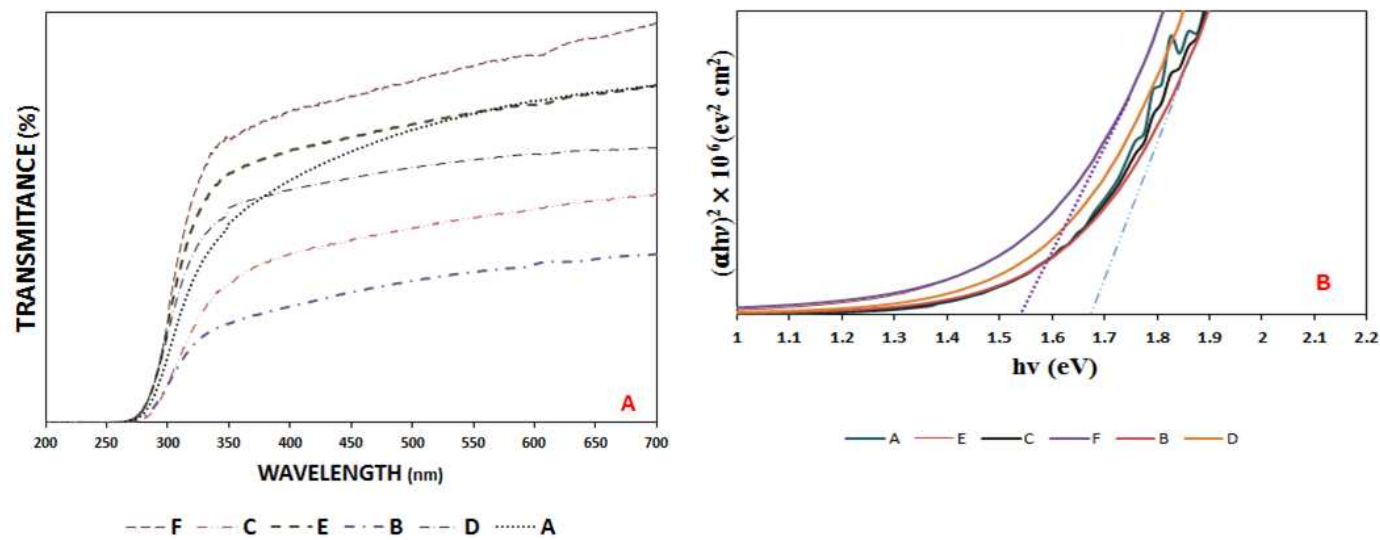 TRANSMITANCE (%)
A
200 250 300 350 400 450 500 550 600 650 700
WAVELENGTH (nm)
F C E B D A
(αhν)² × 10⁶(ev² cm²)
B
1 1.1 1.2 1.3 1.4 1.5 1.6 1.7 1.8 1.9 2 2.1 2.2
hν (eV)
A E C F B D